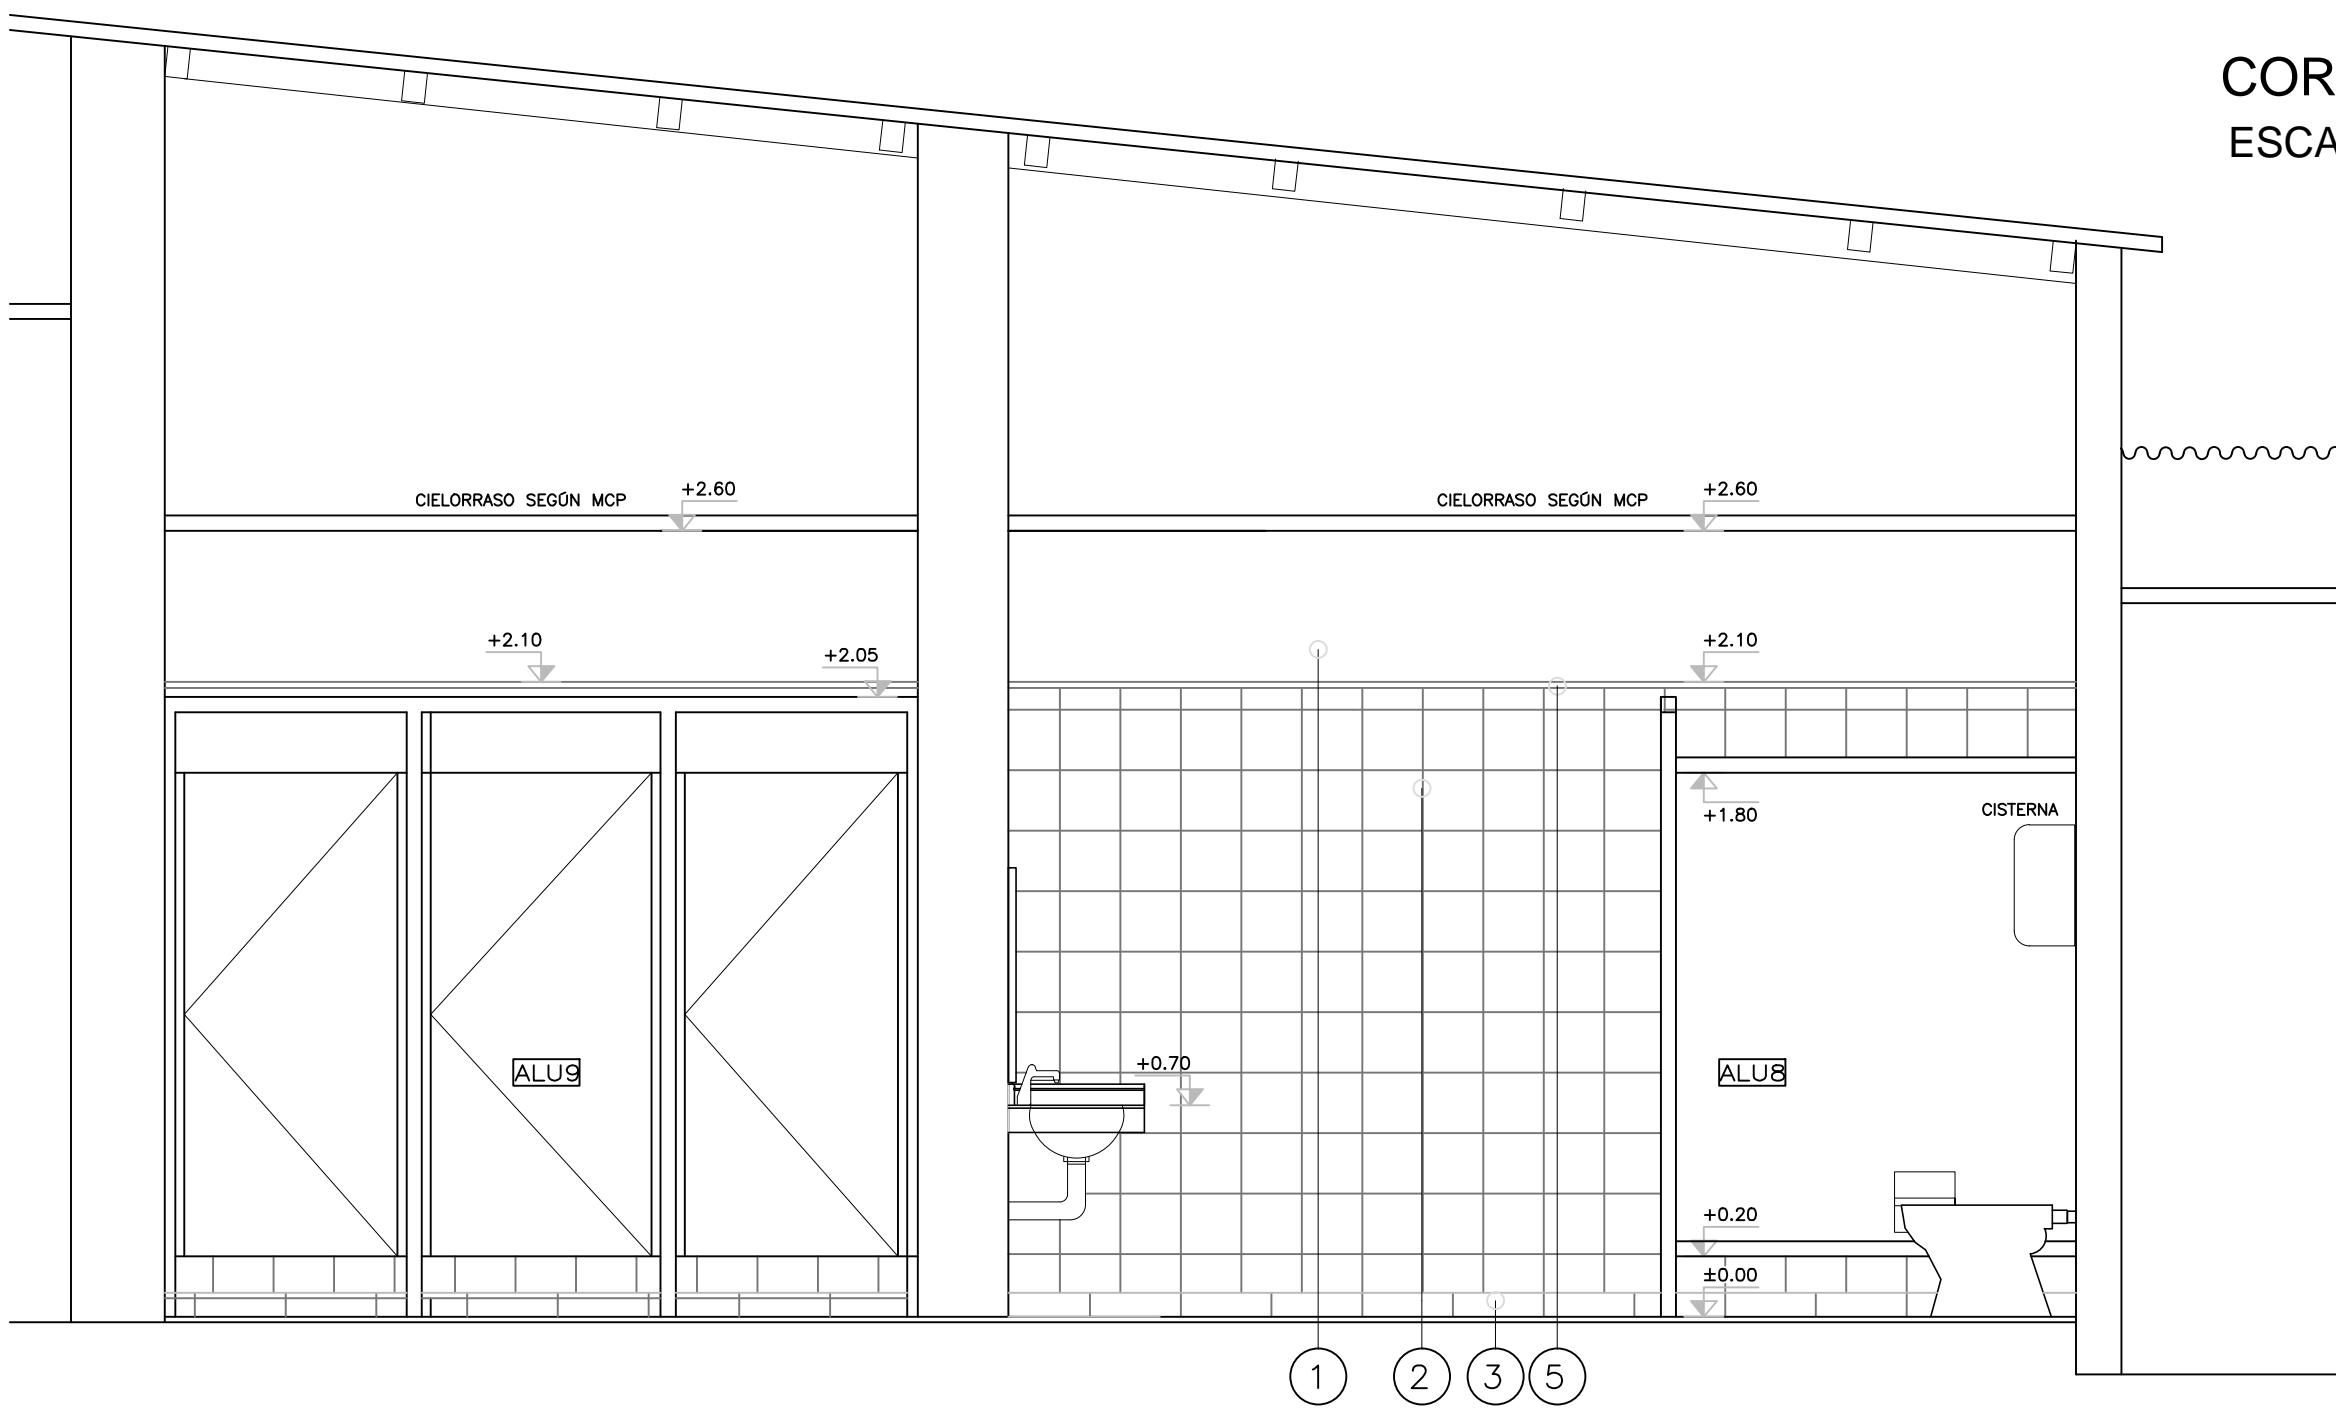 COR
ESCA
CIELORRASO SEGÚN MCP
+2.60
CIELORRASO SEGÚN MCP
+2.60
+2.10
+2.05
+2.10
+1.80
CISTERNA
+0.70
ALU9
ALU8
+0.20
±0.00
1
2
3
5